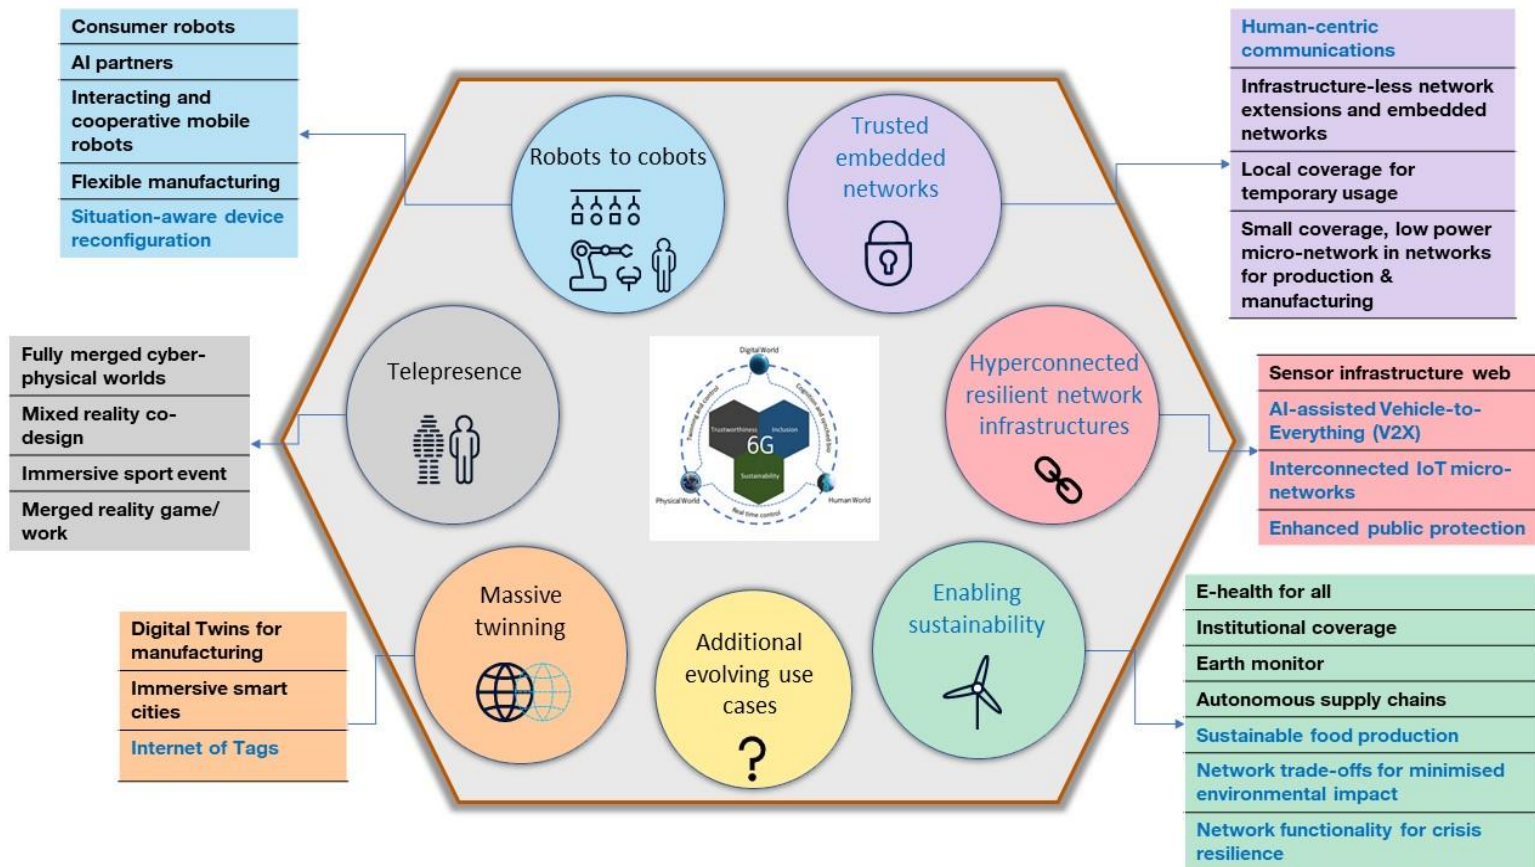 Consumer robots
AI partners
Interacting and
cooperative mobile
robots
Flexible manufacturing
Situation-aware device
reconfiguration
Human-centric
communications
Infrastructure-less network
extensions and embedded
networks
Local coverage for
temporary usage
Small coverage, low power
micro-network in networks
for production &
manufacturing
Robots to cobots
Trusted
embedded
networks
Fully merged cyber-
physical worlds
Mixed reality co-
design
Immersive sport event
Merged reality game/
work
Telepresence
Digital World
Twinning and control
Cognition and synched bio
Trustworthiness
Inclusion
6G
Sustainability
Physical World
Human World
Real time control
Hyperconnected
resilient network
infrastructures
Sensor infrastructure web
AI-assisted Vehicle-to-
Everything (V2X)
Interconnected IoT micro-
networks
Enhanced public protection
Digital Twins for
manufacturing
Immersive smart
cities
Internet of Tags
Massive
twinning
Additional
evolving use
cases
?
Enabling
sustainability
E-health for all
Institutional coverage
Earth monitor
Autonomous supply chains
Sustainable food production
Network trade-offs for minimised
environmental impact
Network functionality for crisis
resilience